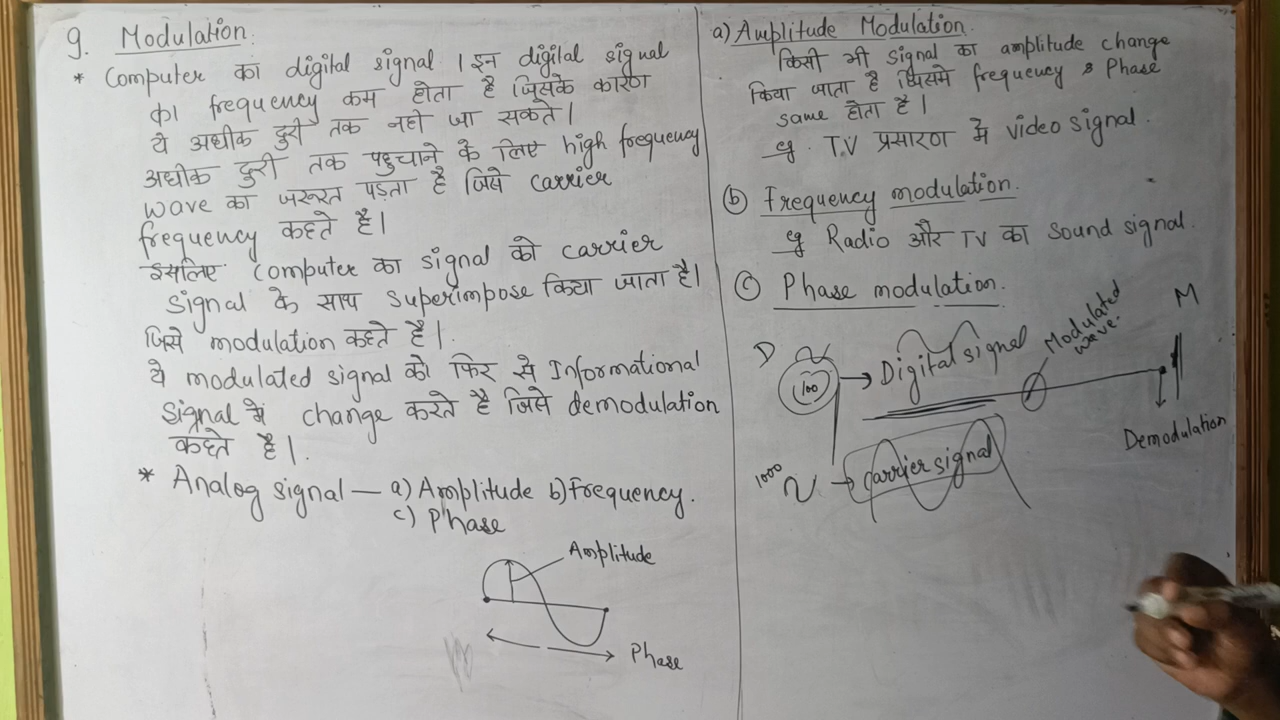 9. Modulation.
* Computer का digital signal । इन digital signal
का frequency कम होता है जिसके कारण
ये अधीक दुरी तक नही जा सकते।
अधीक दुरी तक पहुचाने के लिए high frequency
wave का जरूरत पड़ता है जिसे carrier
frequency कहते है।
इसलिए computer का signal को carrier
signal के साथ superimpose किया जाता है।
जिसे modulation कहते है।
ये modulated signal को फिर से Informational
signal में change करते है जिसे demodulation
कहते है।
* Analog signal — a) Amplitude b) Frequency.
c) Phase
Amplitude
Phase
a) Amplitude Modulation.
किसी भी signal का amplitude change
किया जाता है जिसमे frequency & Phase
same होता है।
eg. T.V प्रसारण मे video signal.
(b) Frequency modulation.
eg Radio और TV का sound signal.
(c) Phase modulation.
D
100
→ Digital signal
Modulated
wave.
M
Demodulation
1000
→ Carrier signal